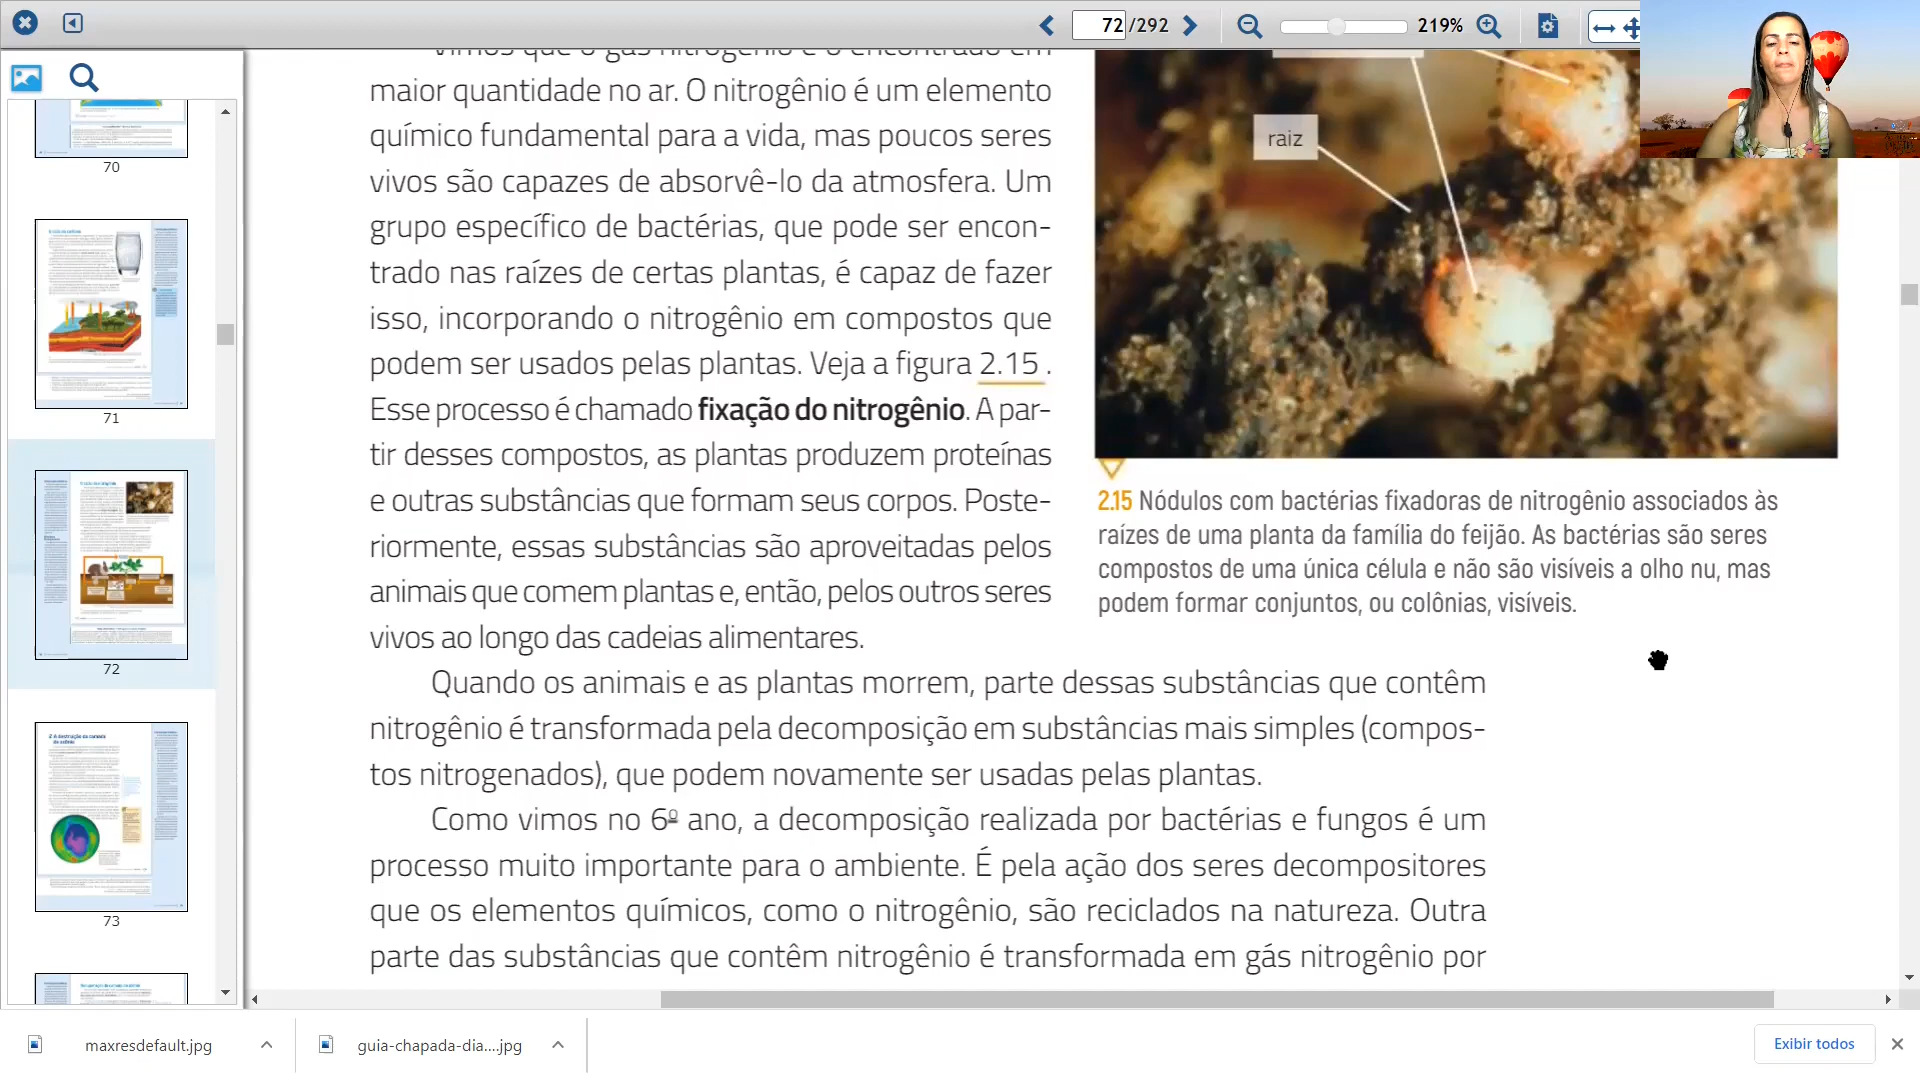 72 /292
219%
Vimos que o gás nitrogênio é o encontrado em
maior quantidade no ar. O nitrogênio é um elemento
químico fundamental para a vida, mas poucos seres
vivos são capazes de absorvê-lo da atmosfera. Um
grupo específico de bactérias, que pode ser encon-
trado nas raízes de certas plantas, é capaz de fazer
isso, incorporando o nitrogênio em compostos que
podem ser usados pelas plantas. Veja a figura 2.15 .
Esse processo é chamado fixação do nitrogênio. A par-
tir desses compostos, as plantas produzem proteínas
e outras substâncias que formam seus corpos. Poste-
riormente, essas substâncias são aproveitadas pelos
animais que comem plantas e, então, pelos outros seres
vivos ao longo das cadeias alimentares.
raiz
2.15 Nódulos com bactérias fixadoras de nitrogênio associados às
raízes de uma planta da família do feijão. As bactérias são seres
compostos de uma única célula e não são visíveis a olho nu, mas
podem formar conjuntos, ou colônias, visíveis.
Quando os animais e as plantas morrem, parte dessas substâncias que contêm
nitrogênio é transformada pela decomposição em substâncias mais simples (compos-
tos nitrogenados), que podem novamente ser usadas pelas plantas.
Como vimos no 6º ano, a decomposição realizada por bactérias e fungos é um
processo muito importante para o ambiente. É pela ação dos seres decompositores
que os elementos químicos, como o nitrogênio, são reciclados na natureza. Outra
parte das substâncias que contêm nitrogênio é transformada em gás nitrogênio por
70
71
72
73
maxresdefault.jpg
guia-chapada-dia....jpg
Exibir todos